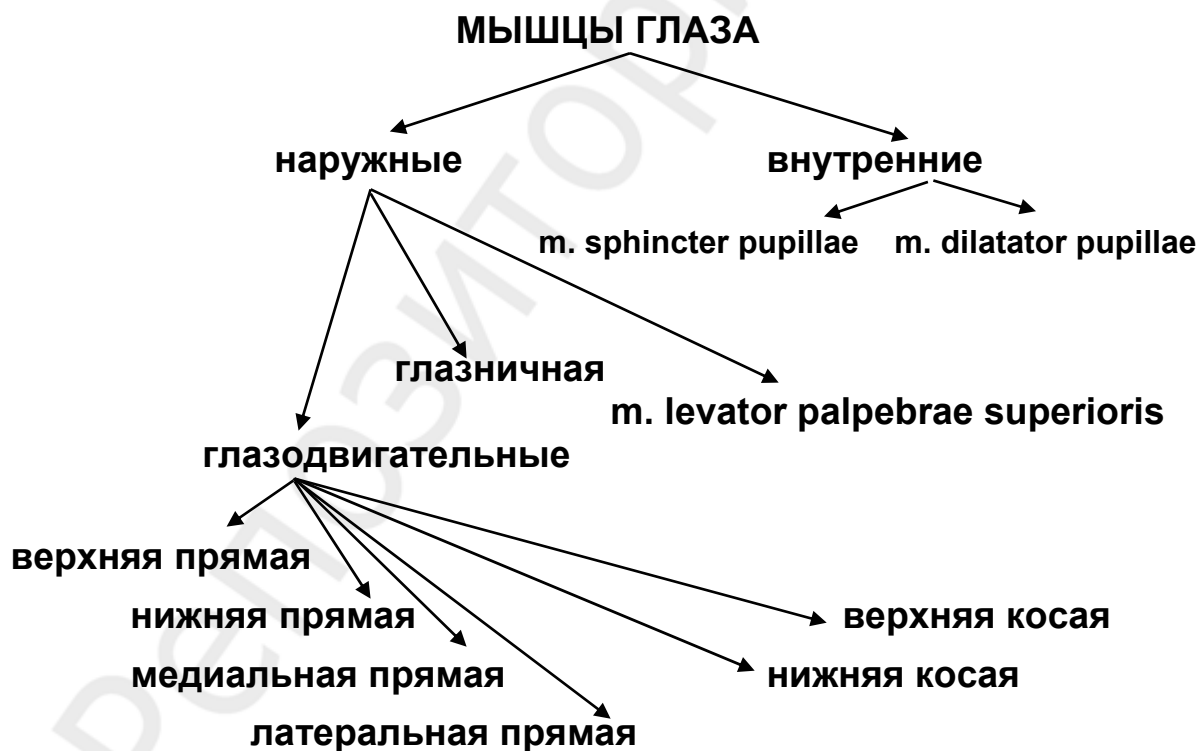 МЫШЦЫ ГЛАЗА
наружные
внутренние
m. sphincter pupillae
m. dilatator pupillae
глазничная
m. levator palpebrae superioris
глазодвигательные
верхняя прямая
нижняя прямая
верхняя косая
медиальная прямая
нижняя косая
латеральная прямая